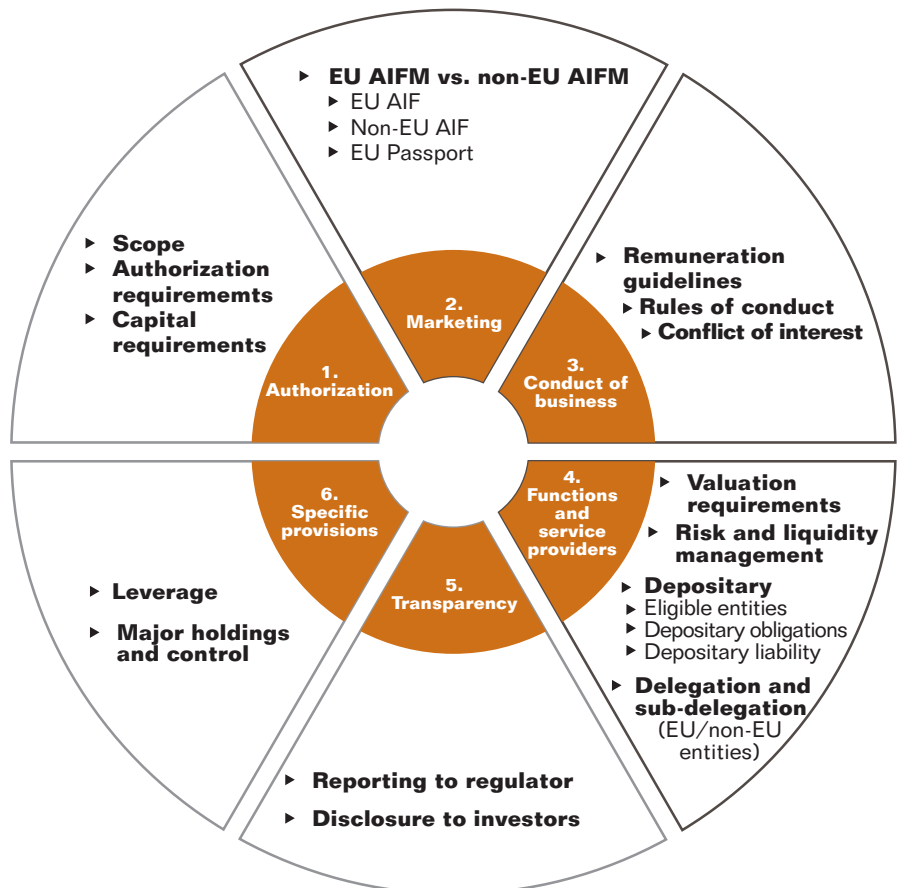 ▸ EU AIFM vs. non-EU AIFM
▸ EU AIF
▸ Non-EU AIF
▸ EU Passport
▸ Scope
▸ Authorization
requirememts
▸ Capital
requirements
▸ Remuneration
guidelines
▸ Rules of conduct
▸ Conflict of interest
1.
Authorization
2.
Marketing
3.
Conduct of
business
4.
Functions
and
service
providers
5.
Transparency
6.
Specific
provisions
▸ Valuation
requirements
▸ Risk and liquidity
management
▸ Depositary
▸ Eligible entities
▸ Depositary obligations
▸ Depositary liability
▸ Delegation and
sub-delegation
(EU/non-EU
entities)
▸ Leverage
▸ Major holdings
and control
▸ Reporting to regulator
▸ Disclosure to investors